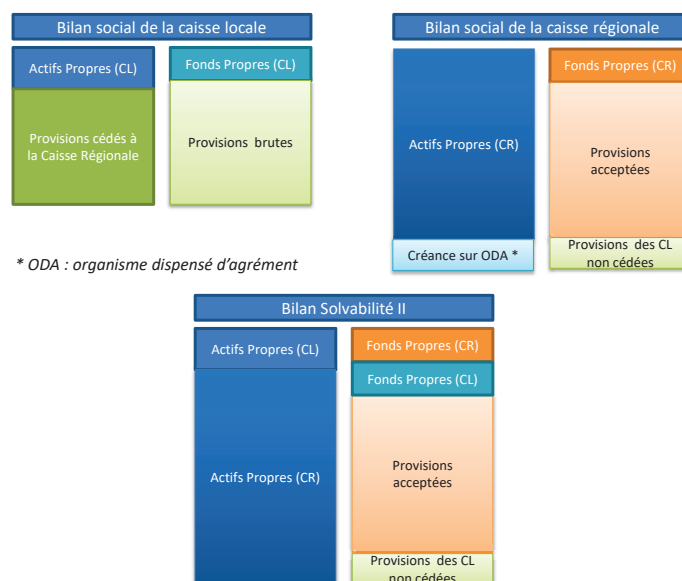 Bilan social de la caisse locale
Actifs Propres (CL)
Fonds Propres (CL)
Provisions cédés à
la Caisse Régionale
Provisions brutes
* ODA : organisme dispensé d'agrément
Bilan social de la caisse régionale
Fonds Propres (CR)
Actifs Propres (CR)
Provisions
acceptées
Créance sur ODA *
Provisions des CL
non cédées
Bilan Solvabilité II
Actifs Propres (CL)
Fonds Propres (CR)
Fonds Propres (CL)
Actifs Propres (CR)
Provisions
acceptées
Provisions des CL
non cédées